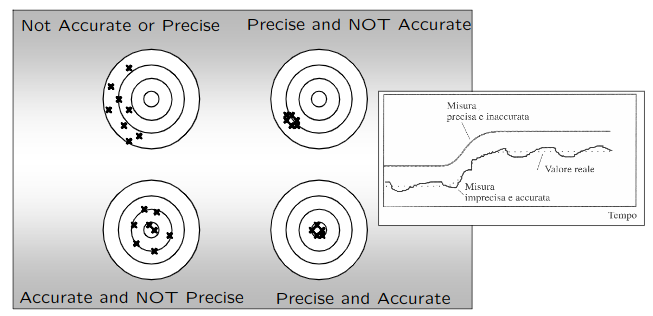 Not Accurate or Precise
Precise and NOT Accurate
Misura
precisa e inaccurata
Valore reale
Misura
imprecisa e accurata
Tempo
Accurate and NOT Precise
Precise and Accurate